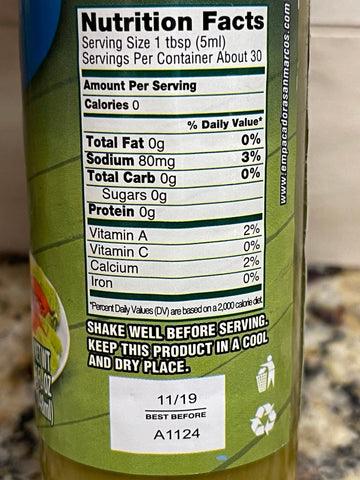 Nutrition Facts
Serving Size 1 tbsp (5ml)
Servings Per Container About 30
Amount Per Serving
Calories 0
% Daily Value*
Total Fat 0g 0%
Sodium 80mg 3%
Total Carb 0g 0%
Sugars 0g
Protein 0g
Vitamin A 2%
Vitamin C 0%
Calcium 2%
Iron 0%
*Percent Daily Values (DV) are based on a 2,000 calorie diet.
SHAKE WELL BEFORE SERVING.
KEEP THIS PRODUCT IN A COOL
AND DRY PLACE.
11/19
BEST BEFORE
A1124
www.empacadorasanmarcos.com